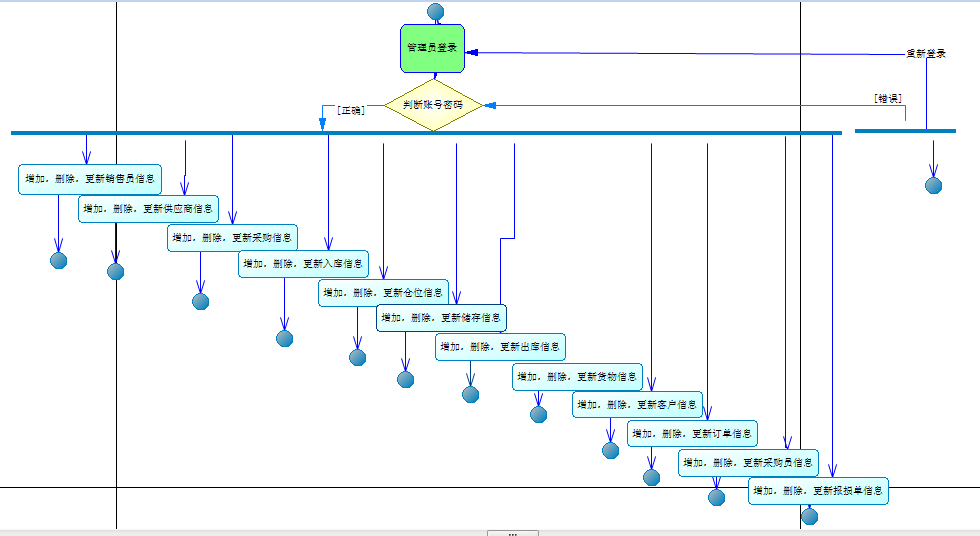 管理员登录
重新登录
判断账号密码
[正确]
[错误]
增加，删除，更新销售员信息
增加，删除，更新供应商信息
增加，删除，更新采购信息
增加，删除，更新入库信息
增加，删除，更新仓位信息
增加，删除，更新储存信息
增加，删除，更新出库信息
增加，删除，更新货物信息
增加，删除，更新客户信息
增加，删除，更新订单信息
增加，删除，更新采购员信息
增加，删除，更新报损单信息